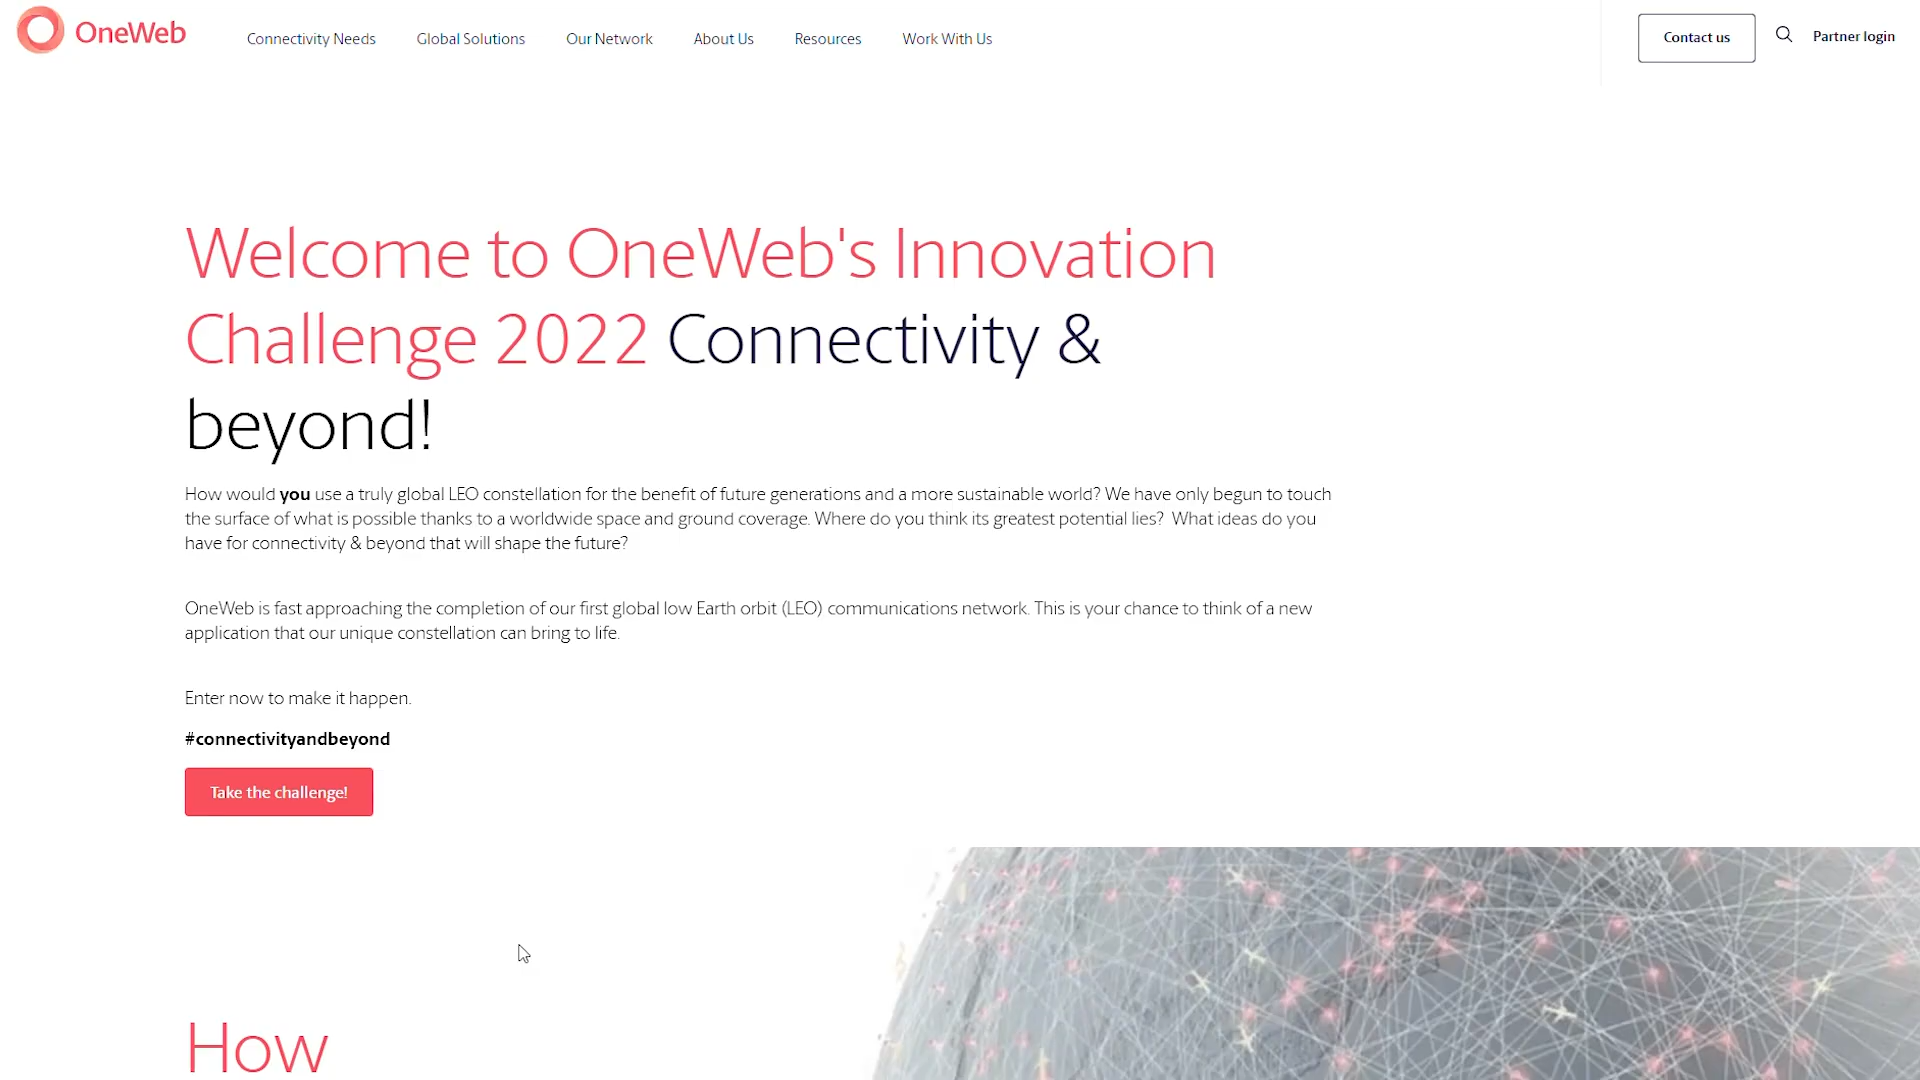 OneWeb
Connectivity Needs
Global Solutions
Our Network
About Us
Resources
Work With Us
Contact us
Partner login
Welcome to OneWeb's Innovation
Challenge 2022 Connectivity &
beyond!
How would you use a truly global LEO constellation for the benefit of future generations and a more sustainable world? We have only begun to touch
the surface of what is possible thanks to a worldwide space and ground coverage. Where do you think its greatest potential lies? What ideas do you
have for connectivity & beyond that will shape the future?
OneWeb is fast approaching the completion of our first global low Earth orbit (LEO) communications network. This is your chance to think of a new
application that our unique constellation can bring to life.
Enter now to make it happen.
#connectivityandbeyond
Take the challenge!
How